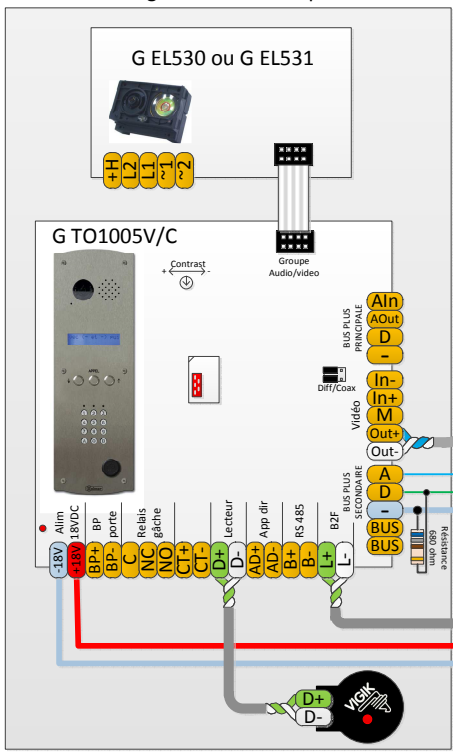 G EL530 ou G EL531
+H
L2
L1
~1
~2
G TO1005V/C
Contrast
+
-
Groupe
Audio/video
Diff/Coax
BUS PLUS
PRINCIPALE
AIn
AOut
D
-
Vidéo
In-
In+
M
Out+
Out-
BUS PLUS
SECONDAIRE
A
D
-
BUS
BUS
Résistance
680 ohm
Alim
18VDC
BP
porte
Relais
gâche
Lecteur
App dir
RS 485
B2F
-18V
+18V
BP+
BP-
C
NC
NO
CT+
CT-
D+
D-
AD+
AD-
B+
B-
L+
L-
D+
D-
VIGIK
APPEL